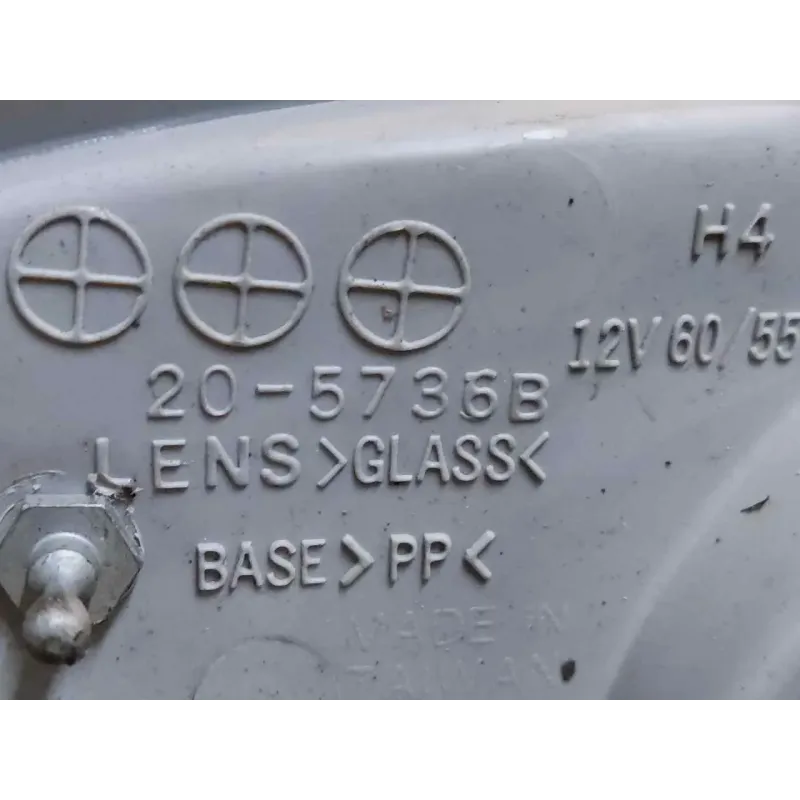 H4
12V 60/55
20-5736B
LENS>GLASS<
BASE>PP<
MADE IN
TAIWAN